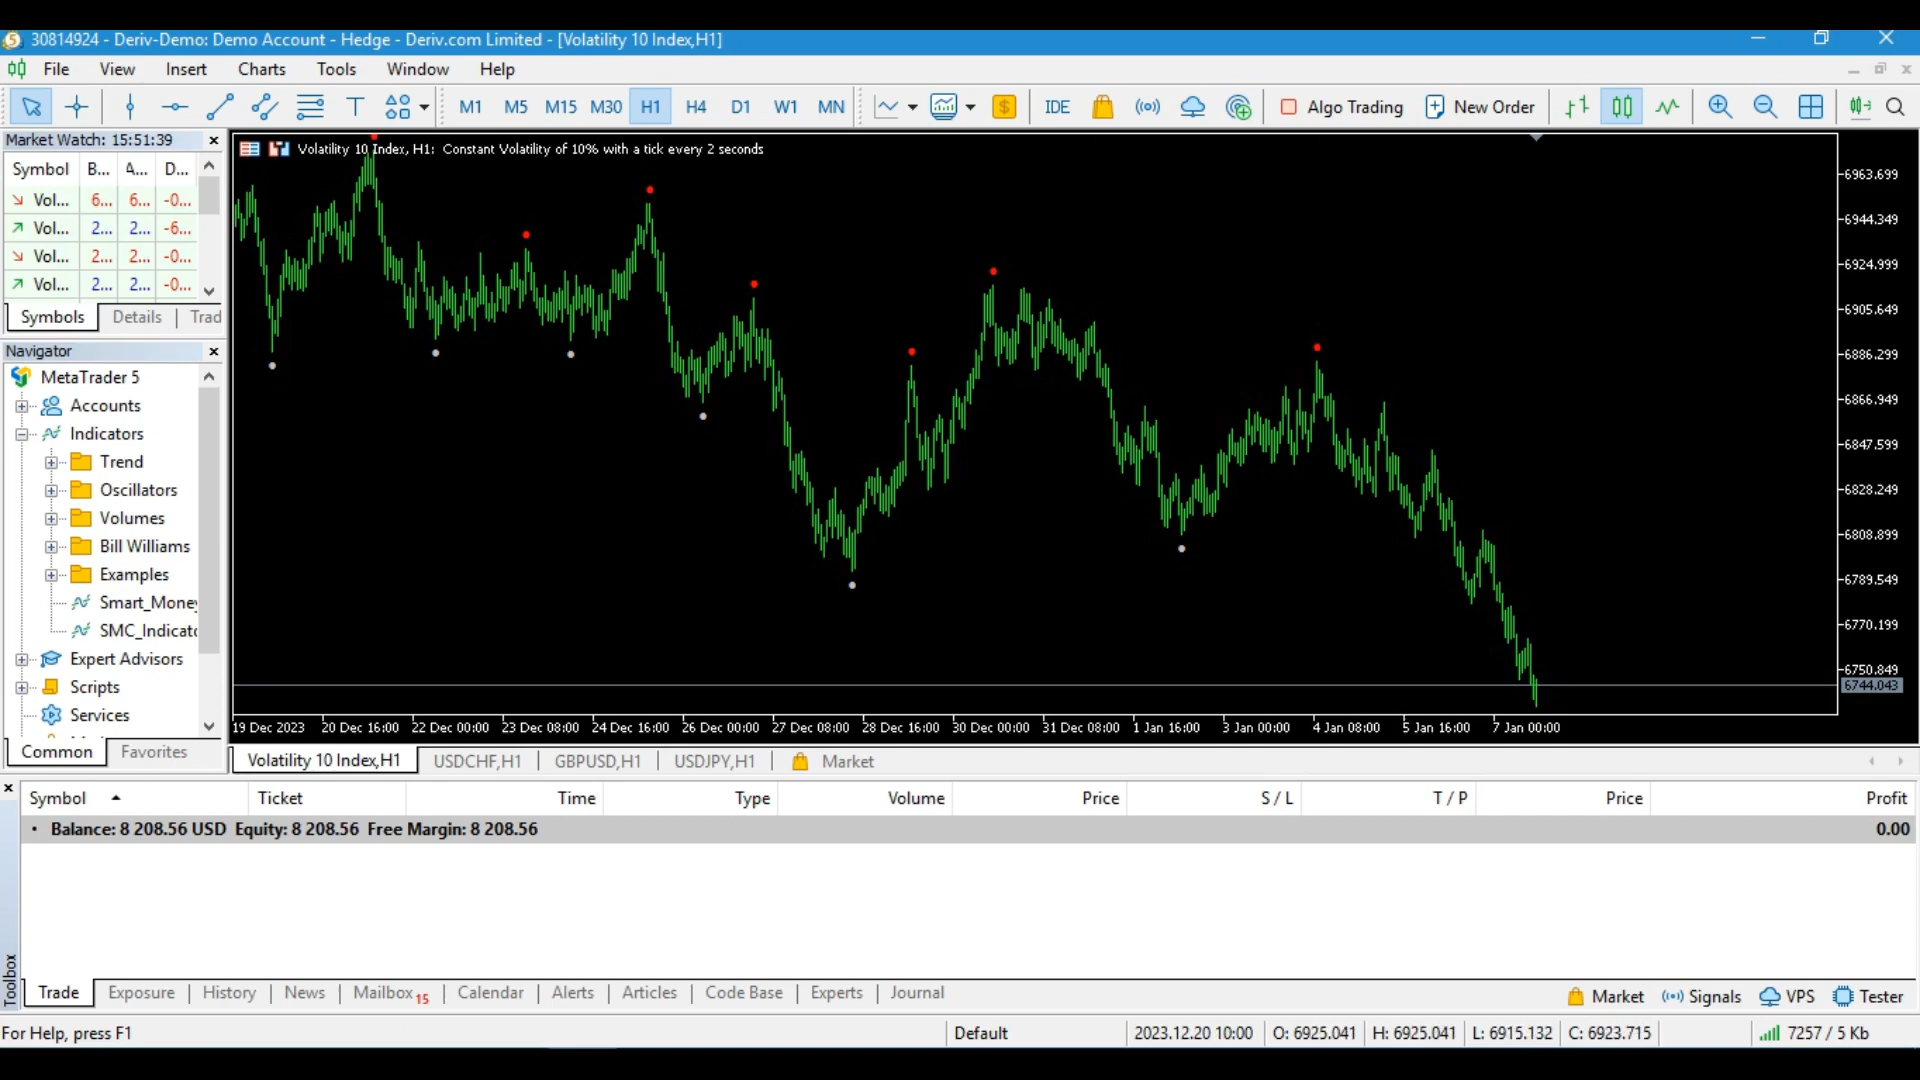 30814924 - Deriv-Demo: Demo Account - Hedge - Deriv.com Limited - [Volatility 10 Index,H1]
File View Insert Charts Tools Window Help
M1 M5 M15 M30 H1 H4 D1 W1 MN $ IDE Algo Trading New Order
Market Watch: 15:51:39
Symbol B... A... D...
Vol... 6... 6... -0...
Vol... 2... 2... -6...
Vol... 2... 2... -0...
Vol... 2... 2... -0...
Symbols Details Trad
Navigator
MetaTrader 5
Accounts
Indicators
Trend
Oscillators
Volumes
Bill Williams
Examples
Smart_Money
SMC_Indicato
Expert Advisors
Scripts
Services
Common Favorites
Volatility 10 Index, H1: Constant Volatility of 10% with a tick every 2 seconds
6963.699
6944.349
6924.999
6905.649
6886.299
6866.949
6847.599
6828.249
6808.899
6789.549
6770.199
6750.849
6744.043
19 Dec 2023 20 Dec 16:00 22 Dec 00:00 23 Dec 08:00 24 Dec 16:00 26 Dec 00:00 27 Dec 08:00 28 Dec 16:00 30 Dec 00:00 31 Dec 08:00 1 Jan 16:00 3 Jan 00:00 4 Jan 08:00 5 Jan 16:00 7 Jan 00:00
Volatility 10 Index,H1 USDCHF,H1 GBPUSD,H1 USDJPY,H1 Market
Symbol Ticket Time Type Volume Price S / L T / P Price Profit
Balance: 8 208.56 USD Equity: 8 208.56 Free Margin: 8 208.56 0.00
Toolbox
Trade Exposure History News Mailbox 15 Calendar Alerts Articles Code Base Experts Journal Market Signals VPS Tester
For Help, press F1 Default 2023.12.20 10:00 O: 6925.041 H: 6925.041 L: 6915.132 C: 6923.715 7257 / 5 Kb